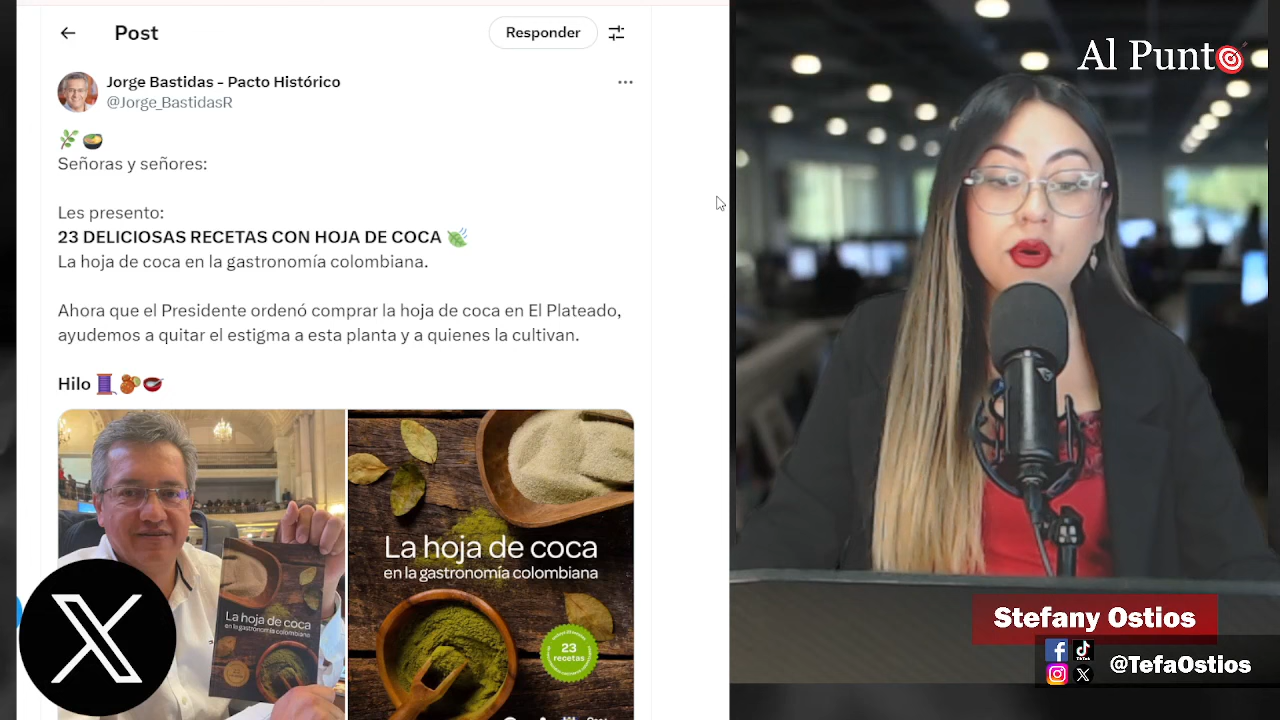 Post
Responder
Jorge Bastidas - Pacto Histórico
@Jorge_BastidasR
Señoras y señores:
Les presento:
23 DELICIOSAS RECETAS CON HOJA DE COCA
La hoja de coca en la gastronomía colombiana.
Ahora que el Presidente ordenó comprar la hoja de coca en El Plateado,
ayudemos a quitar el estigma a esta planta y a quienes la cultivan.
Hilo
La hoja de coca
en la gastronomía colombiana
La hoja de coca
en la gastronomía colombiana
23
recetas
Al Punto
Stefany Ostios
@TefaOstios